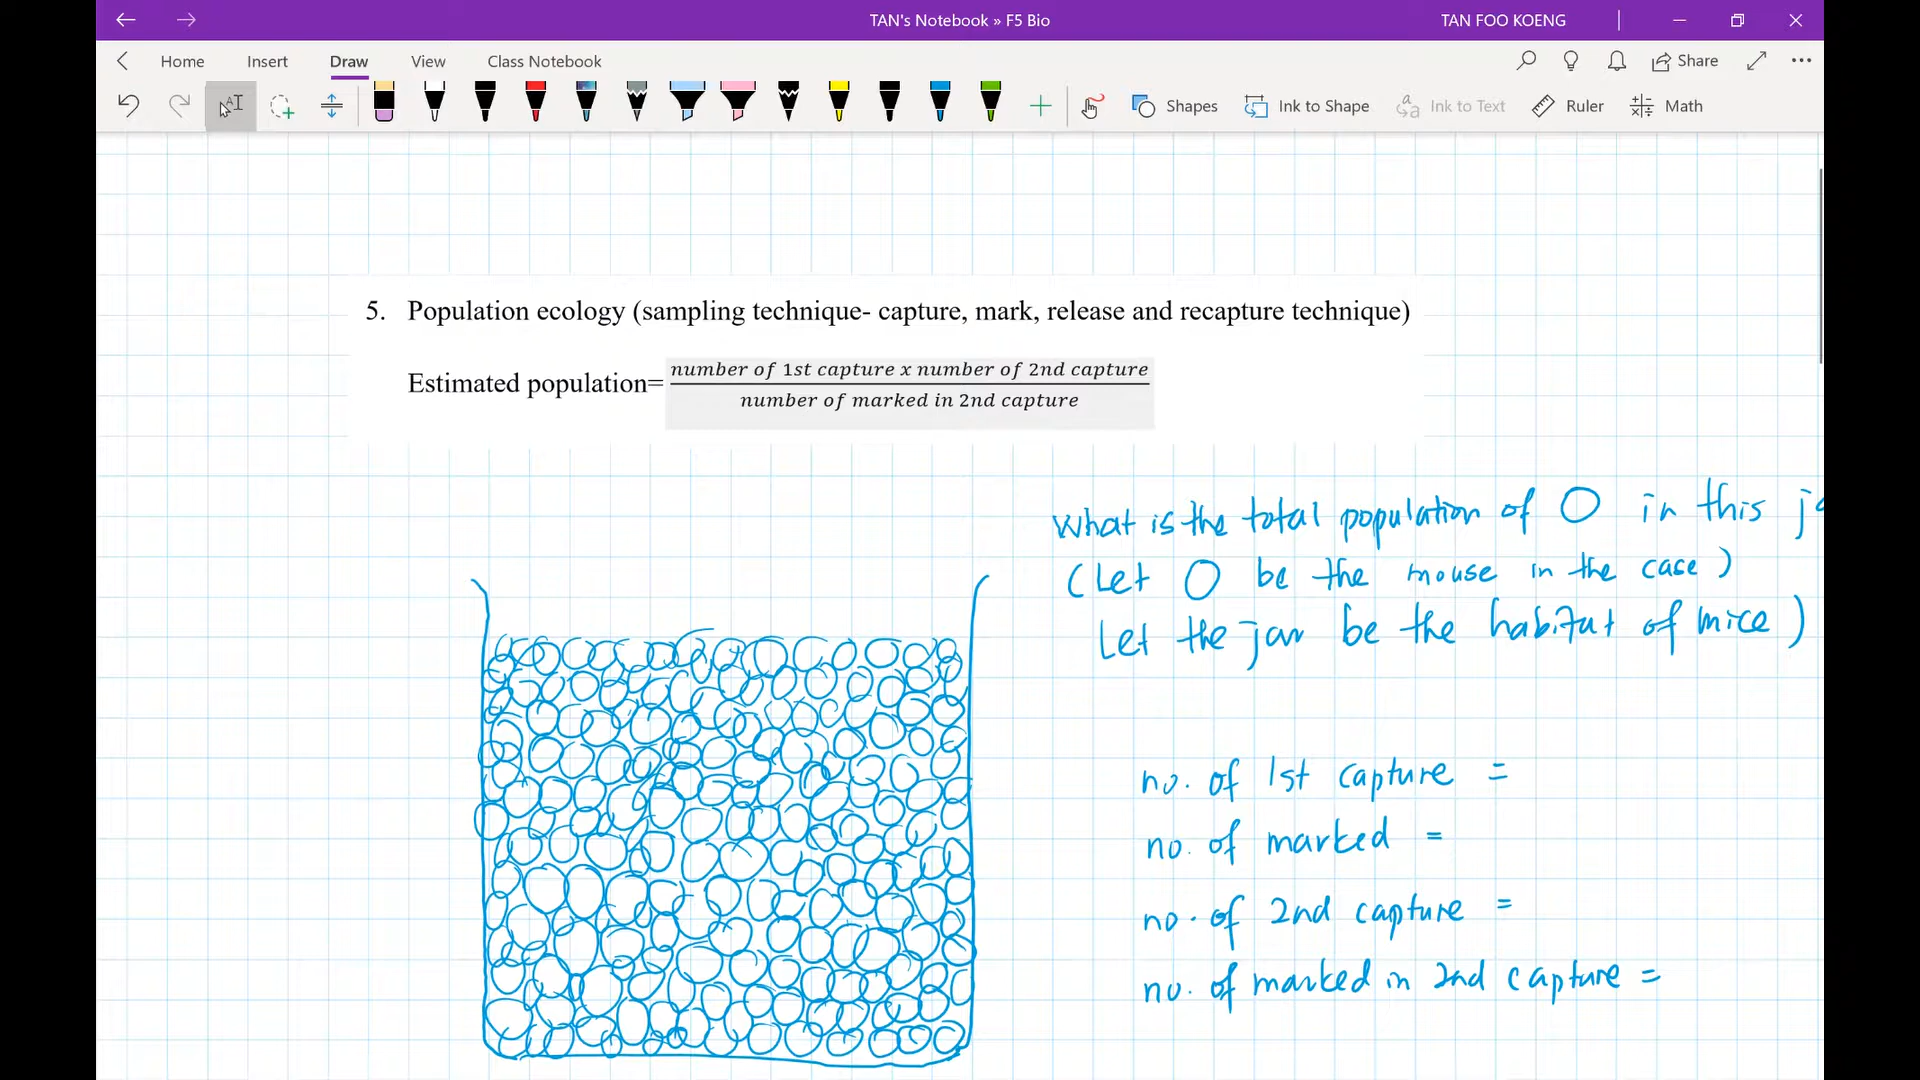 TAN's Notebook » F5 Bio
TAN FOO KOENG
Home Insert Draw View Class Notebook
Share
Shapes Ink to Shape Ink to Text Ruler Math
5. Population ecology (sampling technique- capture, mark, release and recapture technique)
number of 1st capture x number of 2nd capture
Estimated population=
number of marked in 2nd capture
What is the total population of O in this
(Let O be the mouse in the case)
Let the jar be the habitat of mice)
no. of 1st capture =
no. of marked =
no. of 2nd capture =
no. of marked in 2nd capture =